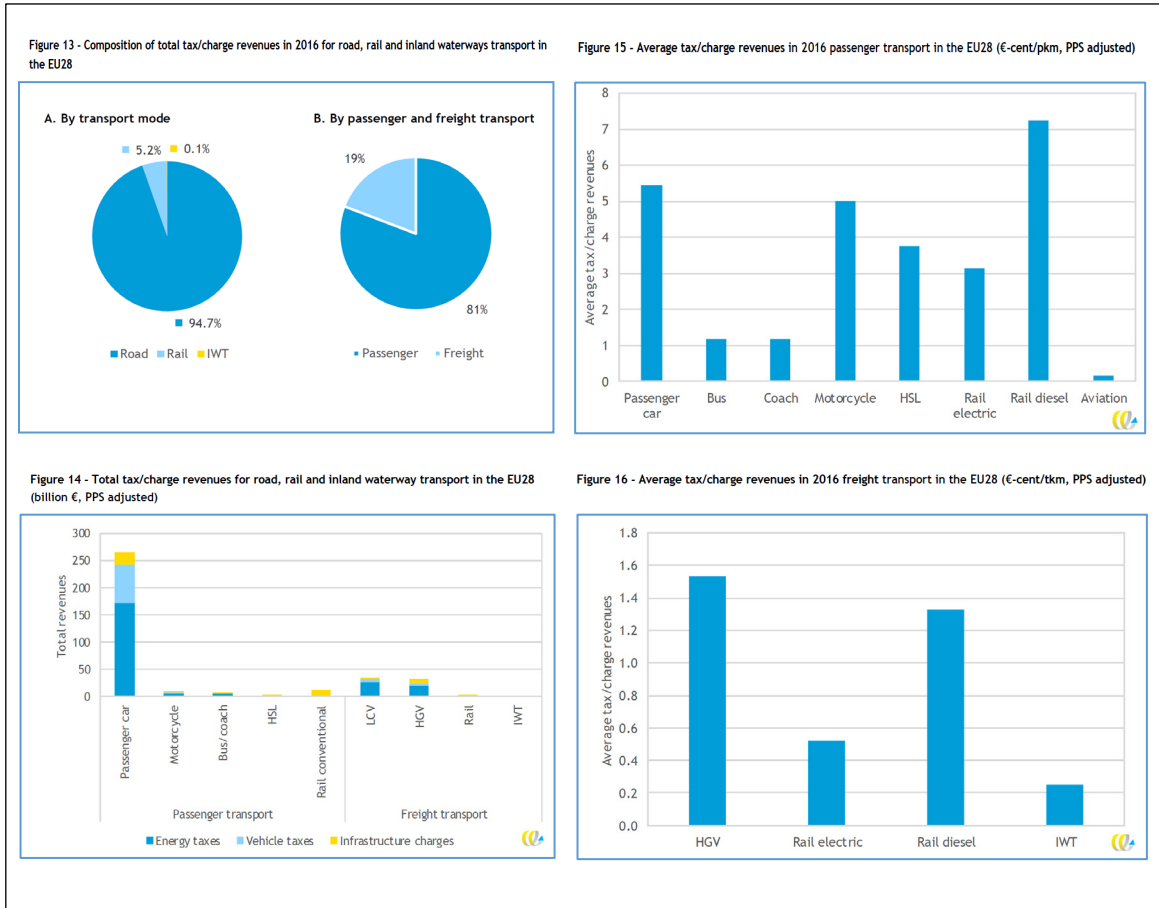 Figure 13 - Composition of total tax/charge revenues in 2016 for road, rail and inland waterways transport in
the EU28
A. By transport mode
5.2%
0.1%
94.7%
Road Rail IWT
B. By passenger and freight transport
19%
81%
Passenger Freight
Figure 15 - Average tax/charge revenues in 2016 passenger transport in the EU28 (€-cent/pkm, PPS adjusted)
Average tax/charge revenues
8
7
6
5
4
3
2
1
0
Passenger
car
Bus
Coach
Motorcycle
HSL
Rail
electric
Rail diesel
Aviation
Figure 14 - Total tax/charge revenues for road, rail and inland waterway transport in the EU28
(billion €, PPS adjusted)
Total revenues
300
250
200
150
100
50
0
Passenger car
Motorcycle
Bus/coach
HSL
Rail conventional
LCV
HGV
Rail
IWT
Passenger transport
Freight transport
Energy taxes Vehicle taxes Infrastructure charges
Figure 16 - Average tax/charge revenues in 2016 freight transport in the EU28 (€-cent/tkm, PPS adjusted)
Average tax/charge revenues
1.8
1.6
1.4
1.2
1.0
0.8
0.6
0.4
0.2
0.0
HGV
Rail electric
Rail diesel
IWT